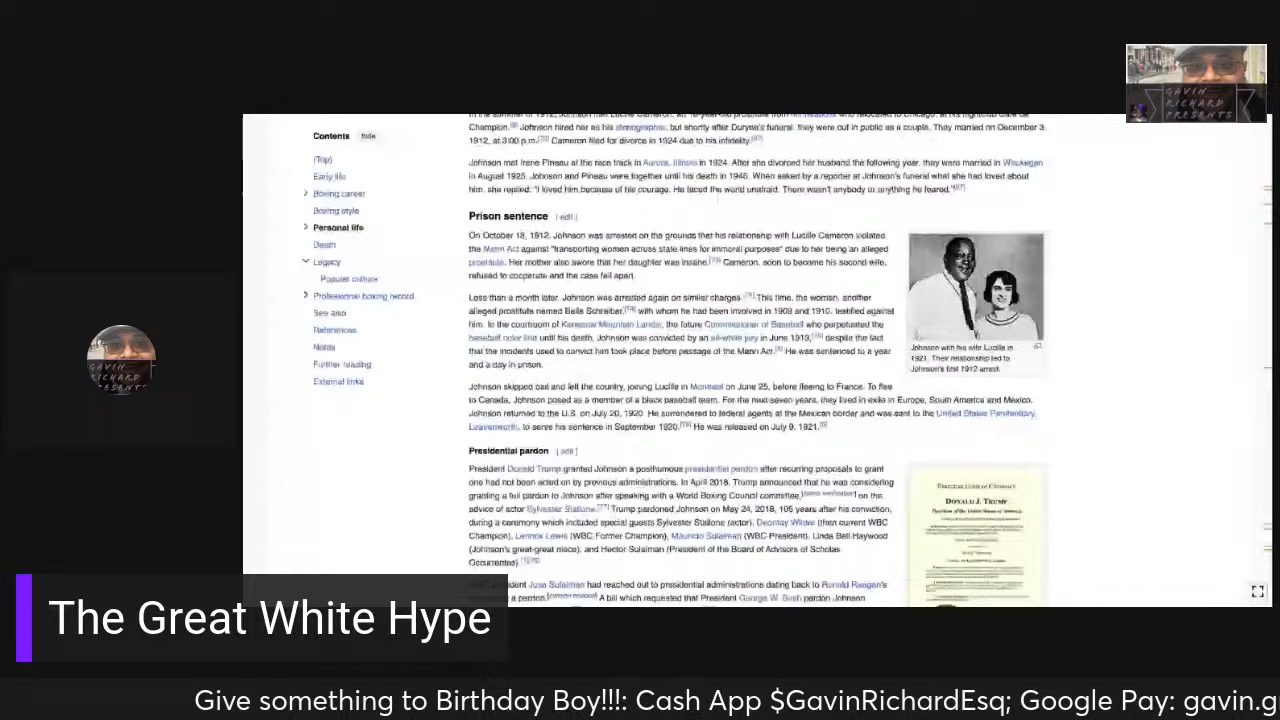 GAVIN
RICHARD
PRESENTS
Contents hide
(Top)
Early life
Boxing career
Boxing style
Personal life
Death
Legacy
Popular culture
Professional boxing record
See also
References
Notes
Further reading
External links
Champion. Johnson hired her as his stenographer, but shortly after Duryea's funeral, they were out in public as a couple. They married on December 3,
1912, at 3:00 p.m. Cameron filed for divorce in 1924 due to his infidelity.
Johnson met Irene Pineau at the race track in Aurora, Illinois in 1924. After she divorced her husband the following year, they were married in Waukegan
in August 1925. Johnson and Pineau were together until his death in 1946. When asked by a reporter at Johnson's funeral what she had loved about
him, she replied, "I loved him because of his courage. He faced the world unafraid. There wasn't anybody or anything he feared."
Prison sentence [ edit ]
On October 18, 1912, Johnson was arrested on the grounds that his relationship with Lucille Cameron violated
the Mann Act against "transporting women across state lines for immoral purposes" due to her being an alleged
prostitute. Her mother also swore that her daughter was insane. Cameron, soon to become his second wife,
refused to cooperate and the case fell apart.
Less than a month later, Johnson was arrested again on similar charges. This time, the woman, another
alleged prostitute named Belle Schreiber, with whom he had been involved in 1909 and 1910, testified against
him. In the courtroom of Kenesaw Mountain Landis, the future Commissioner of Baseball who perpetuated the
baseball color line until his death, Johnson was convicted by an all-white jury in June 1913, despite the fact
that the incidents used to convict him took place before passage of the Mann Act. He was sentenced to a year
and a day in prison.
Johnson with his wife Lucille in
1921. Their relationship led to
Johnson's first 1912 arrest.
Johnson skipped bail and left the country, joining Lucille in Montreal on June 25, before fleeing to France. To flee
to Canada, Johnson posed as a member of a black baseball team. For the next seven years, they lived in exile in Europe, South America and Mexico.
Johnson returned to the U.S. on July 20, 1920. He surrendered to federal agents at the Mexican border and was sent to the United States Penitentiary,
Leavenworth, to serve his sentence in September 1920. He was released on July 9, 1921.
Presidential pardon [ edit ]
President Donald Trump granted Johnson a posthumous presidential pardon after recurring proposals to grant
one had not been acted on by previous administrations. In April 2018, Trump announced that he was considering
granting a full pardon to Johnson after speaking with a World Boxing Council committee, on the
advice of actor Sylvester Stallone. Trump pardoned Johnson on May 24, 2018, 105 years after his conviction,
during a ceremony which included special guests Sylvester Stallone (actor), Deontay Wilder (then current WBC
Champion), Lennox Lewis (WBC Former Champion), Mauricio Sulaiman (WBC President), Linda Bell-Haywood
(Johnson's great-great niece), and Hector Sulaiman (President of the Board of Advisors of Scholas
Occurrentes).
DONALD J. TRUMP
President of the United States of America
Jose Sulaiman had reached out to presidential administrations dating back to Ronald Reagan's
a pardon. A bill which requested that President George W. Bush pardon Johnson
The Great White Hype
Give something to Birthday Boy!!!: Cash App $GavinRichardEsq; Google Pay: gavin.g